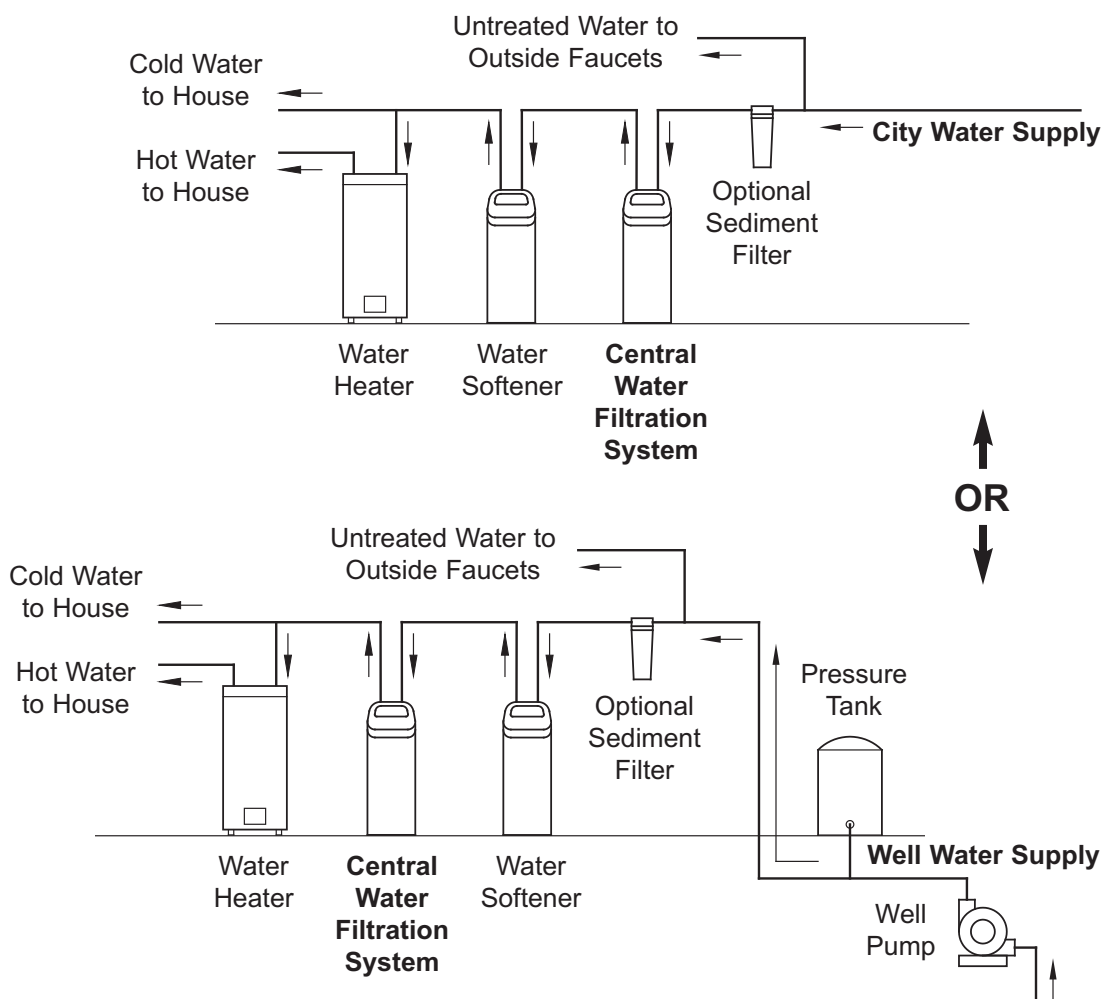 Untreated Water to
Outside Faucets
Cold Water
to House
City Water Supply
Hot Water
to House
Optional
Sediment
Filter
Water
Heater
Water
Softener
Central
Water
Filtration
System
OR
Untreated Water to
Outside Faucets
Cold Water
to House
Hot Water
to House
Optional
Sediment
Filter
Pressure
Tank
Water
Heater
Central
Water
Filtration
System
Water
Softener
Well Water Supply
Well
Pump